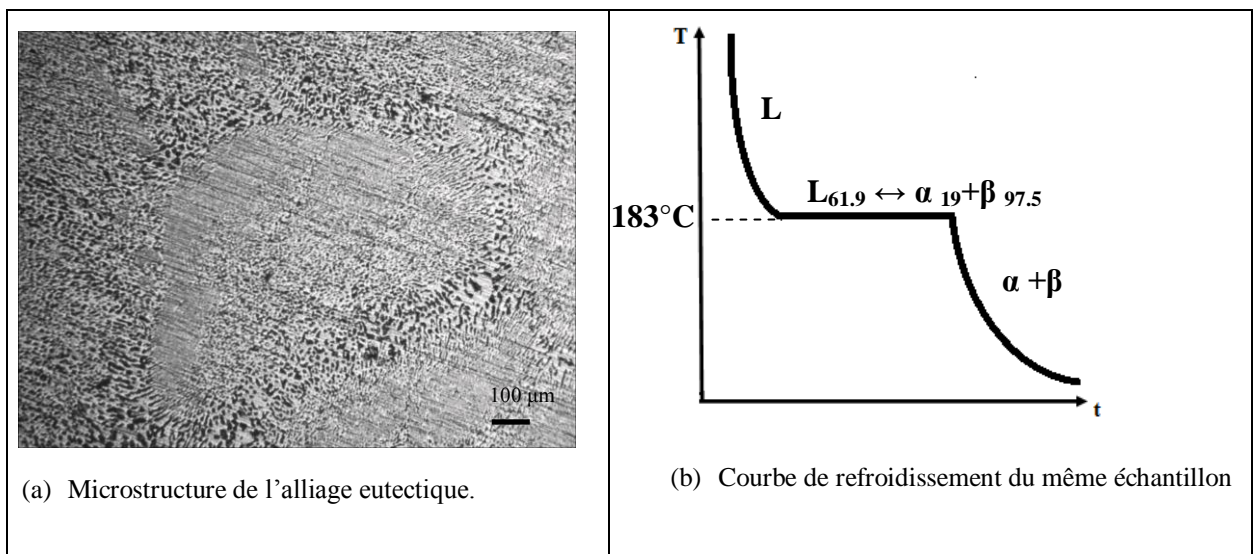 100 µm
(a) Microstructure de l’alliage eutectique.
T
L
L61.9 ↔ α 19+β 97.5
183°C
α +β
t
(b) Courbe de refroidissement du même échantillon